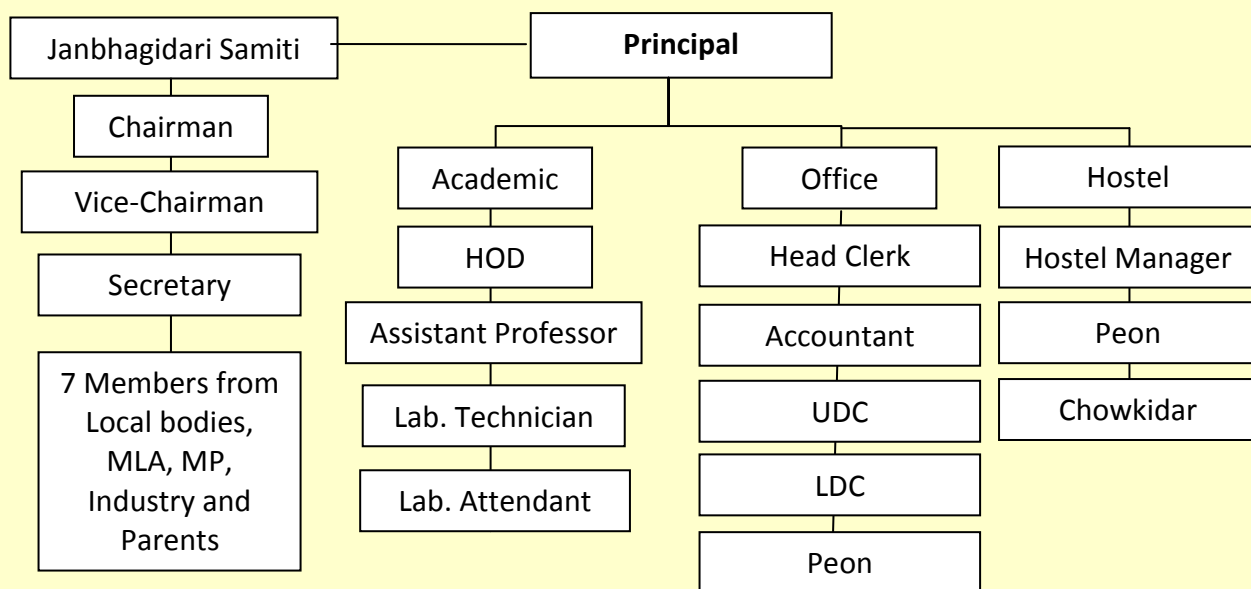 Janbhagidari Samiti
Principal
Chairman
Vice-Chairman
Secretary
7 Members from
Local bodies,
MLA, MP,
Industry and
Parents
Academic
HOD
Assistant Professor
Lab. Technician
Lab. Attendant
Office
Head Clerk
Accountant
UDC
LDC
Peon
Hostel
Hostel Manager
Peon
Chowkidar